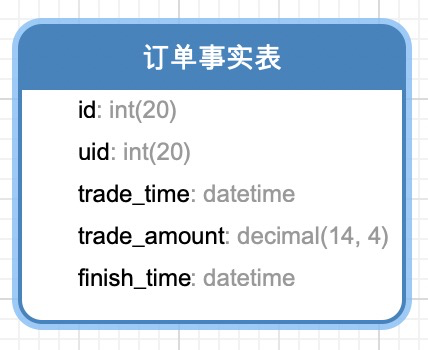 订单事实表
id: int(20)
uid: int(20)
trade_time: datetime
trade_amount: decimal(14, 4)
finish_time: datetime